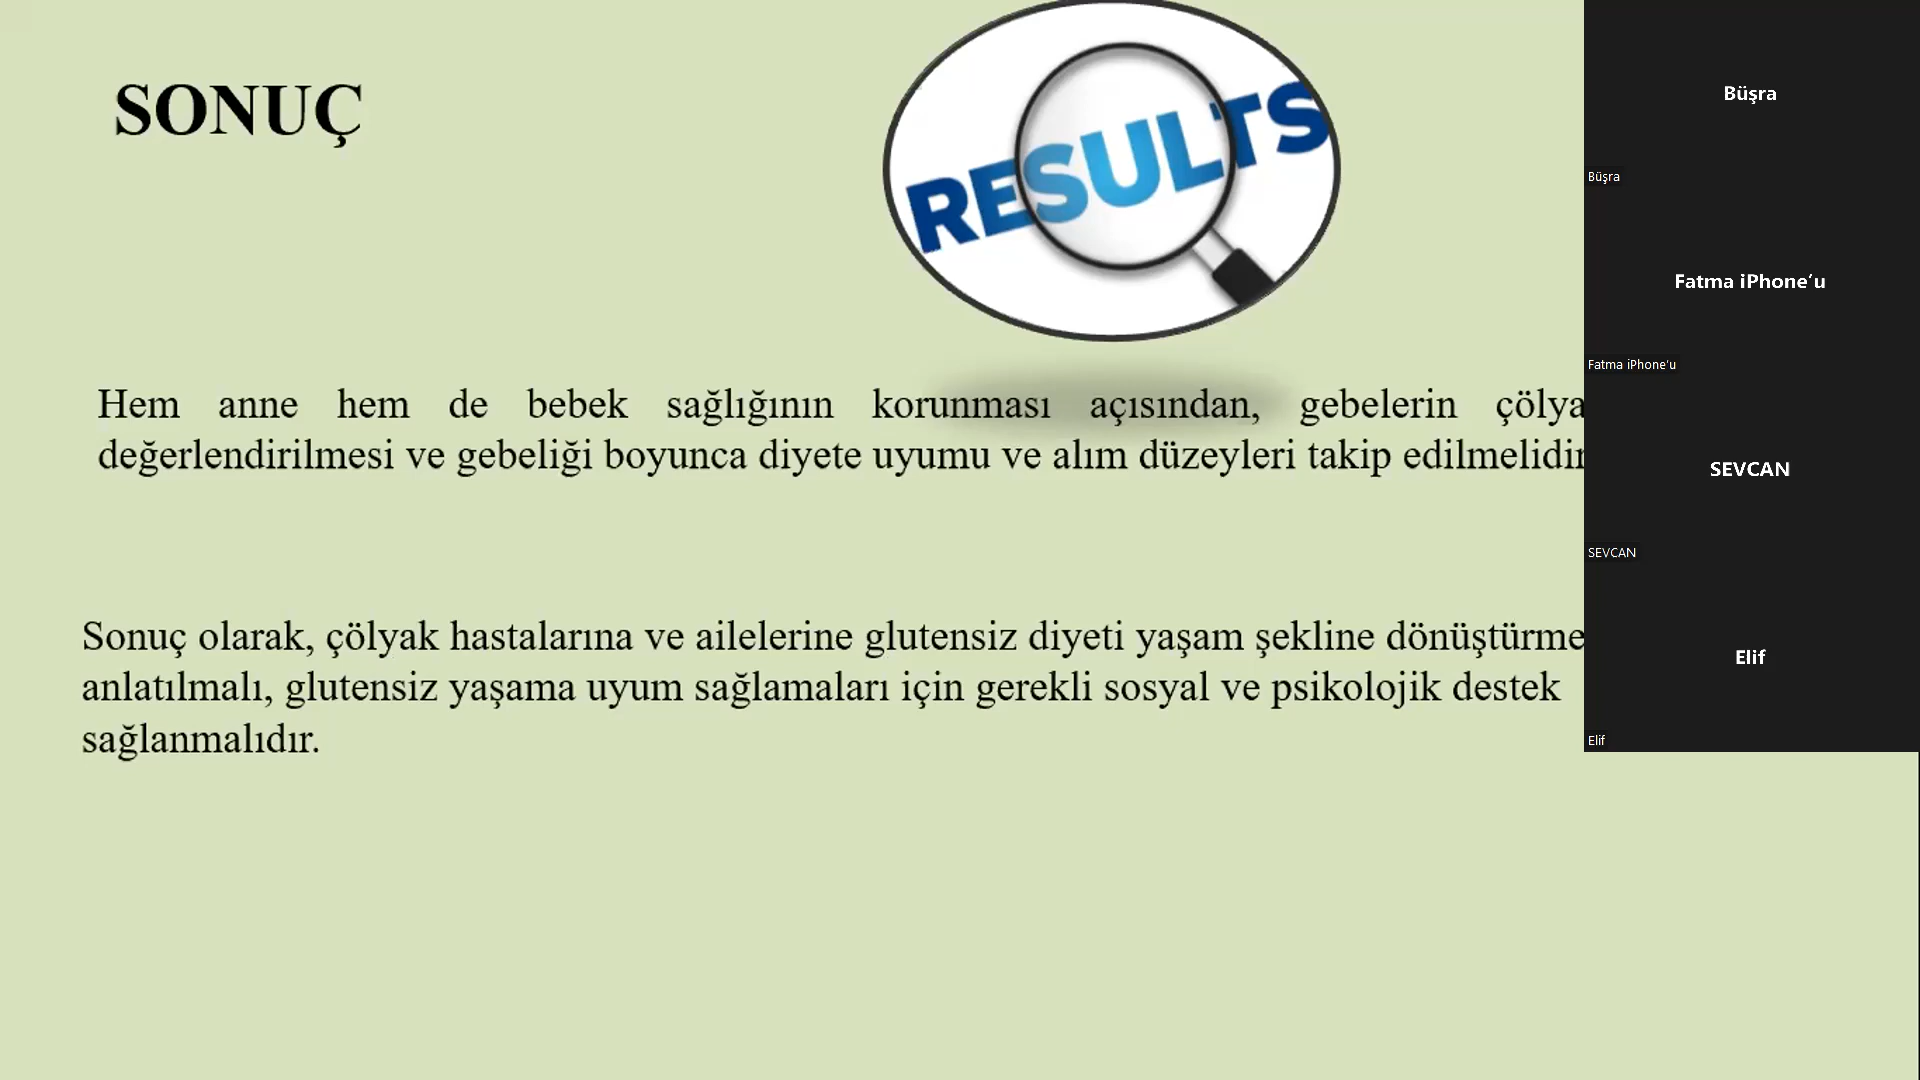 SONUÇ
RESULTS
Hem anne hem de bebek sağlığının korunması açısından, gebelerin
değerlendirilmesi ve gebeliği boyunca diyete uyumu ve alım düzeyleri takip edilmelidir
Sonuç olarak, çölyak hastalarına ve ailelerine glutensiz diyeti yaşam şekline
anlatılmalı, glutensiz yaşama uyum sağlamaları için gerekli sosyal ve psikolojik destek
sağlanmalıdır.
Büşra
Büşra
Fatma iPhone’u
Fatma iPhone'u
SEVCAN
SEVCAN
Elif
Elif